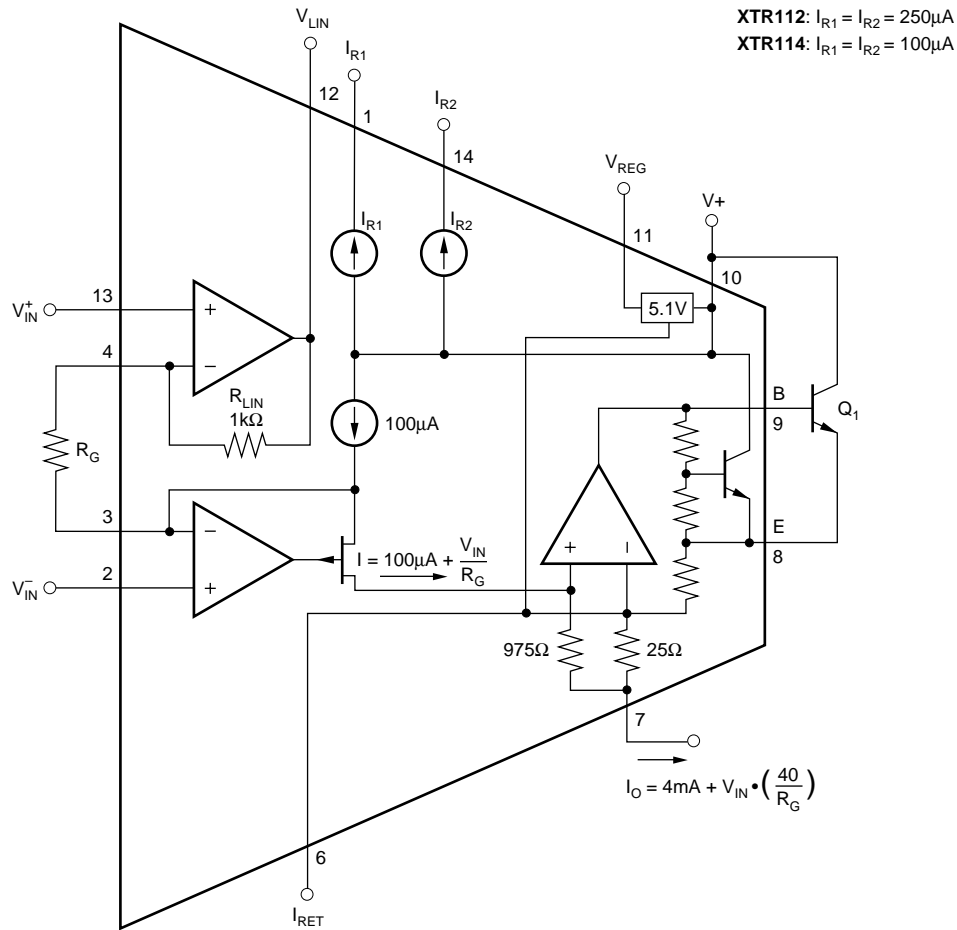 XTR112: I_R1 = I_R2 = 250μA
XTR114: I_R1 = I_R2 = 100μA
V_LIN
I_R1
12
I_R2
1
14
V_REG
V+
I_R1
I_R2
11
10
13
5.1V
V_IN^+
+
4
−
R_LIN
1kΩ
100μA
B
Q_1
9
R_G
3
−
I = 100μA + V_IN/R_G
+
−
E
8
2
V_IN^−
+
975Ω
25Ω
7
I_O = 4mA + V_IN • (40/R_G)
6
I_RET